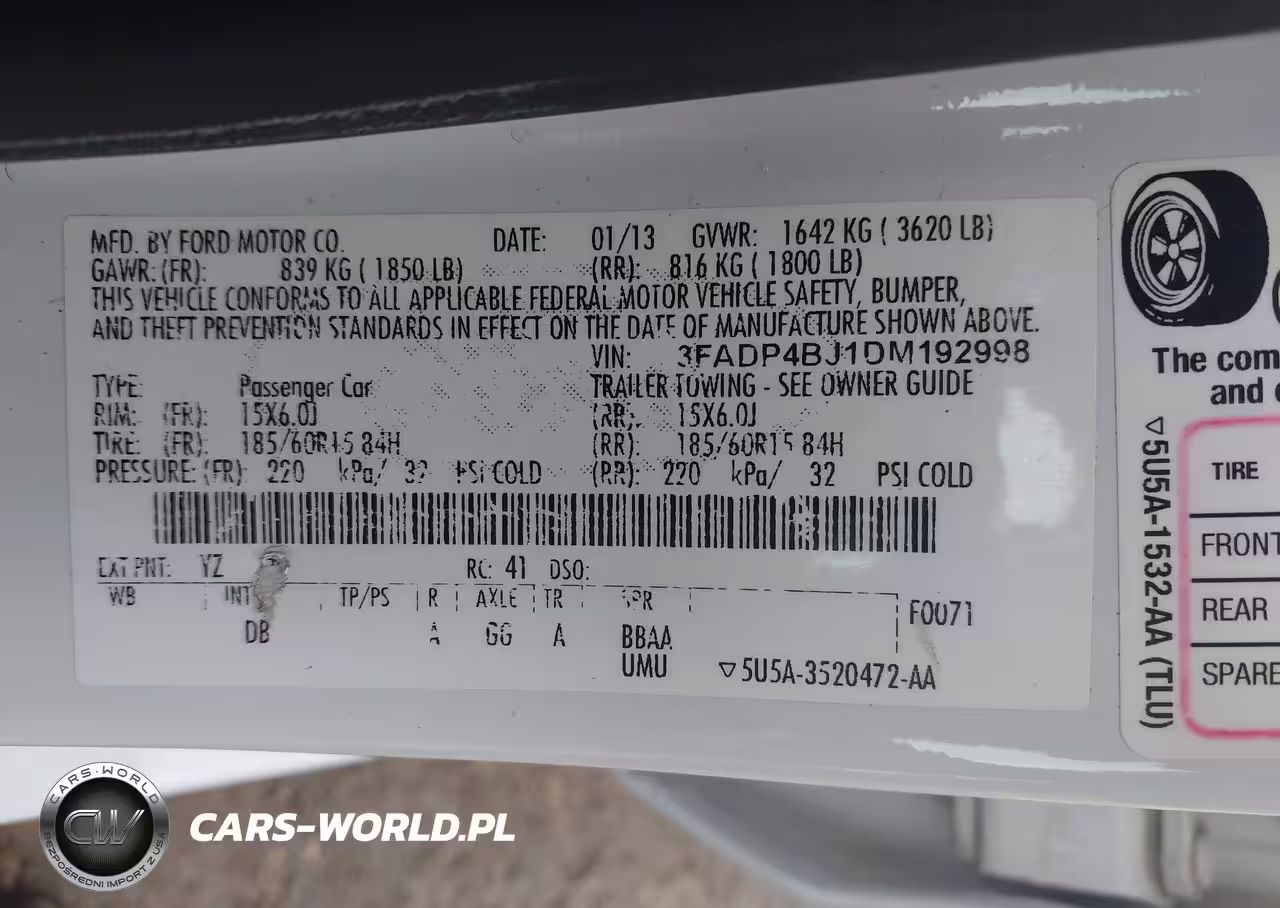 MFD. BY FORD MOTOR CO. DATE: 01/13 GVWR: 1642 KG ( 3620 LB)
GAWR: (FR): 839 KG ( 1850 LB) (RR): 816 KG ( 1800 LB)
THIS VEHICLE CONFORMS TO ALL APPLICABLE FEDERAL MOTOR VEHICLE SAFETY, BUMPER,
AND THEFT PREVENTION STANDARDS IN EFFECT ON THE DATE OF MANUFACTURE SHOWN ABOVE.
VIN: 3FADP4BJ1DM192998
TYPE: Passenger Car TRAILER TOWING - SEE OWNER GUIDE
RIM: (FR): 15X6.0J (RR): 15X6.0J
TIRE: (FR): 185/60R15 84H (RR): 185/60R15 84H
PRESSURE: (FR): 220 kPa/ 32 PSI COLD (RR): 220 kPa/ 32 PSI COLD
EXT PNT: YZ RC: 41 DSO:
WB INT TP/PS R AXLE TR SPR F0071
DB A GG A BBAA
UMU ▽5U5A-3520472-AA
The com
and
▽5U5A-1532-AA (TLU)
TIRE
FRONT
REAR
SPARE
CARS-WORLD
CW
BEZPOŚREDNI IMPORT Z USA
CARS-WORLD.PL